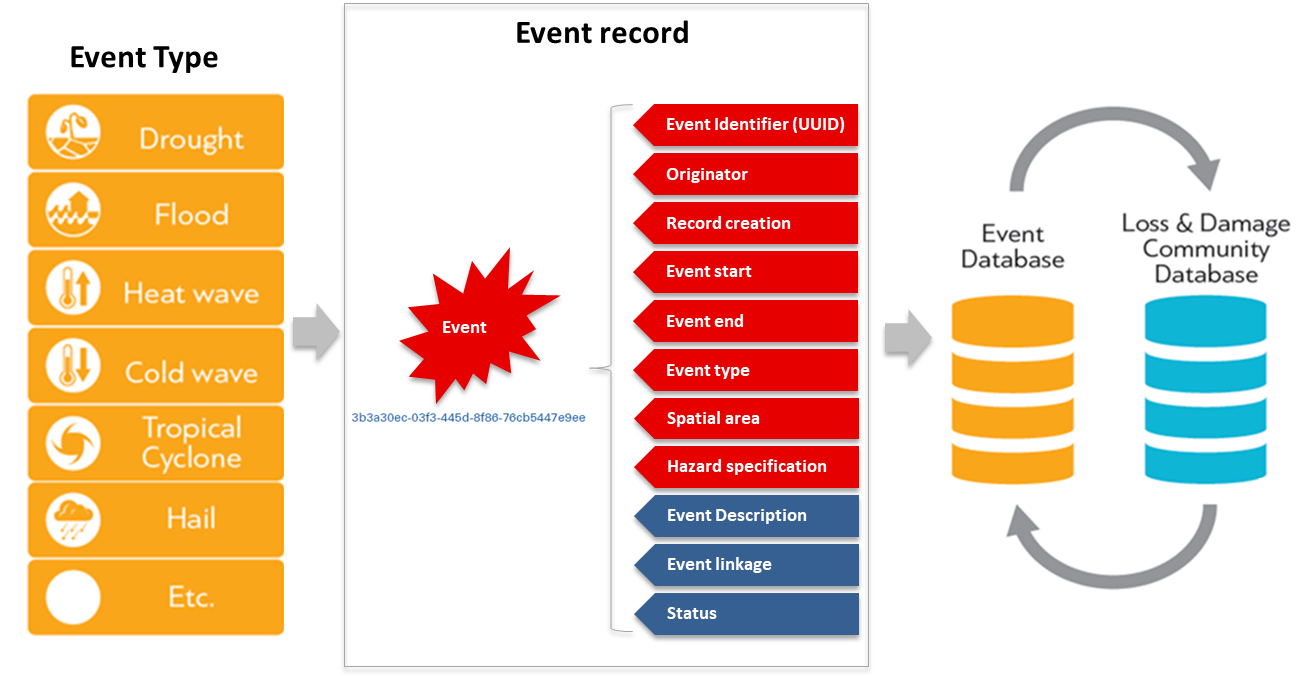 Event Type
Drought
Flood
Heat wave
Cold wave
Tropical
Cyclone
Hail
Etc.
Event record
Event
3b3a30ec-03f3-445d-8f86-76cb5447e9ee
Event Identifier (UUID)
Originator
Record creation
Event start
Event end
Event type
Spatial area
Hazard specification
Event Description
Event linkage
Status
Event
Database
Loss & Damage
Community
Database